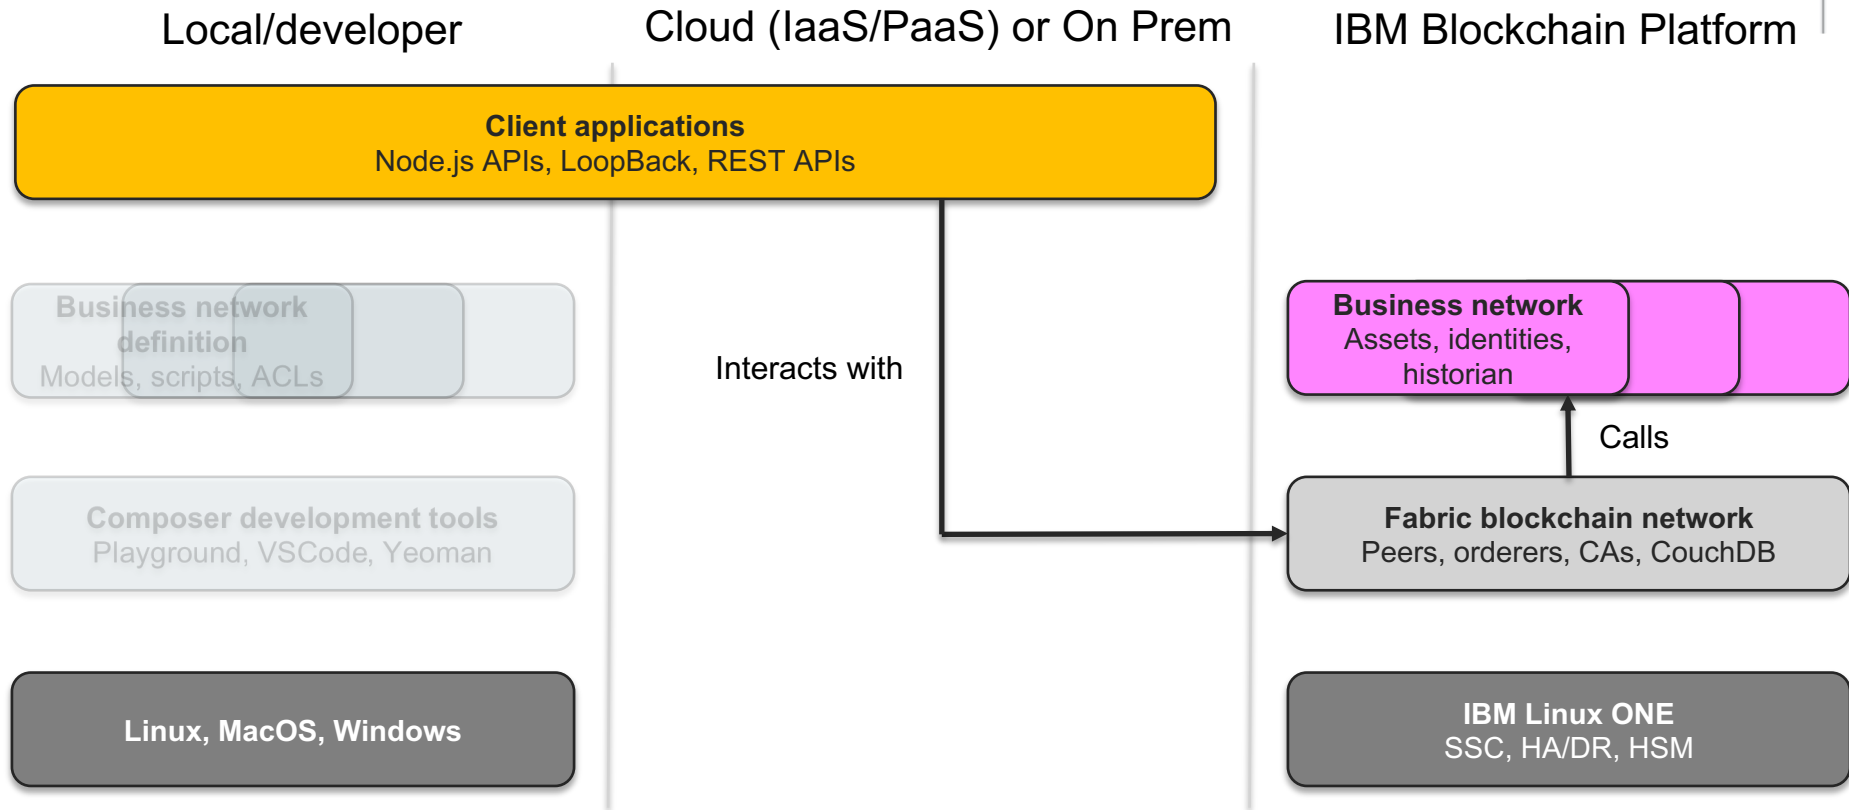 Local/developer
Cloud (IaaS/PaaS) or On Prem
IBM Blockchain Platform
Client applications
Node.js APIs, LoopBack, REST APIs
Business network
definition
Models, scripts, ACLs
Interacts with
Business network
Assets, identities,
historian
Calls
Composer development tools
Playground, VSCode, Yeoman
Fabric blockchain network
Peers, orderers, CAs, CouchDB
Linux, MacOS, Windows
IBM Linux ONE
SSC, HA/DR, HSM